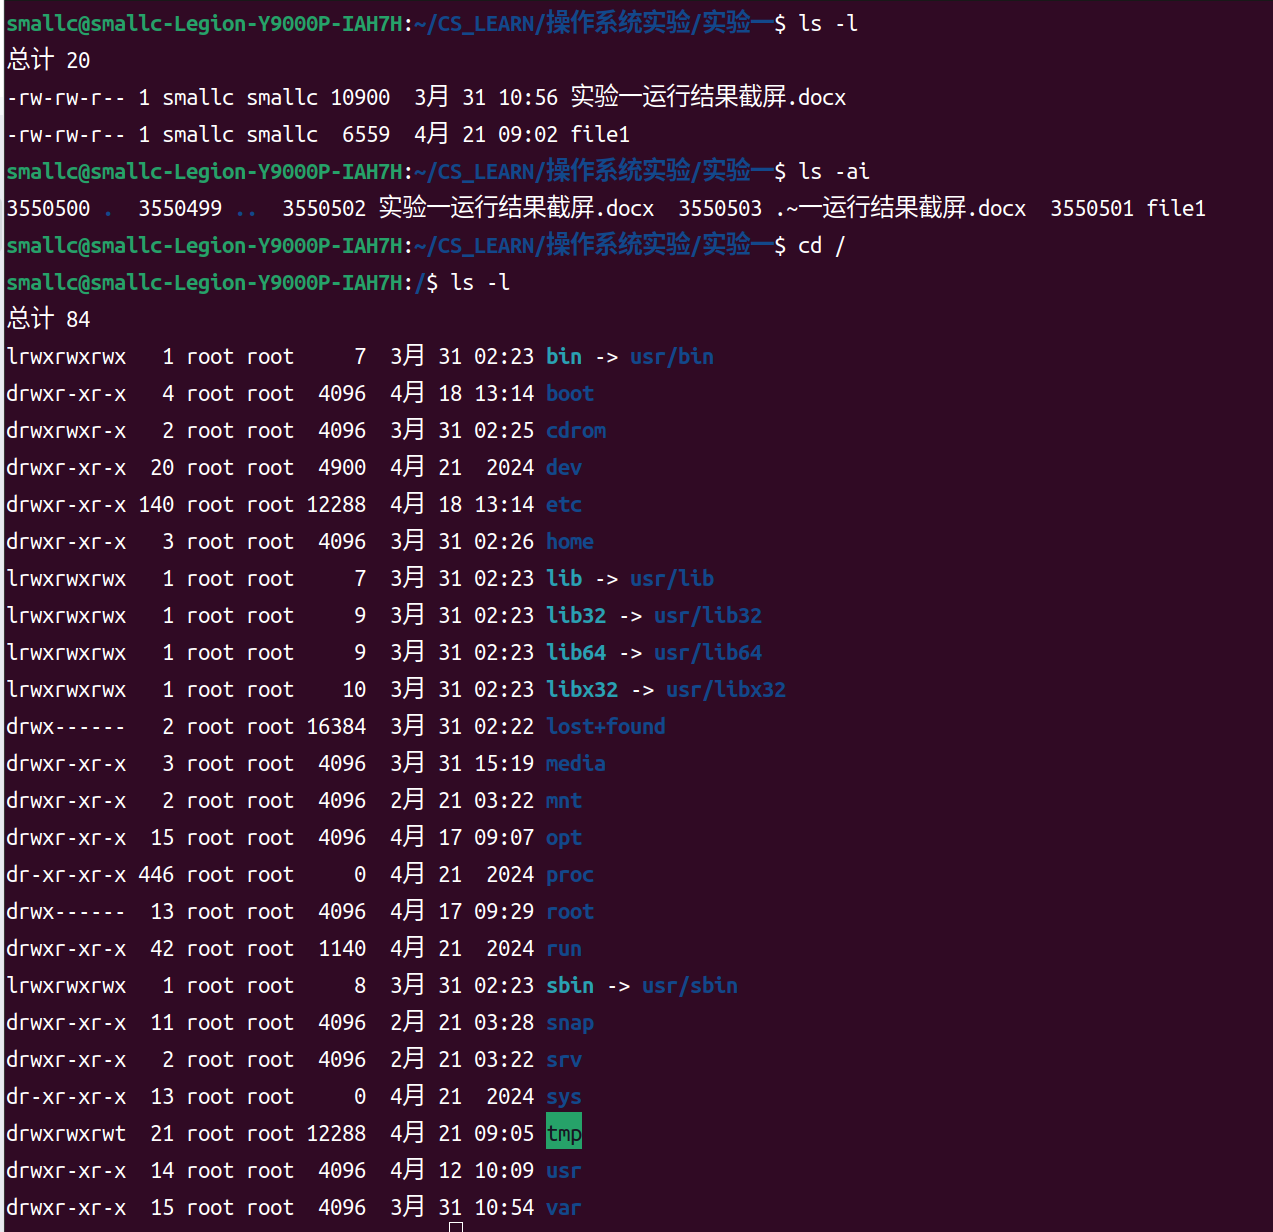 smallc@smallc-Legion-Y9000P-IAH7H:~/CS_LEARN/操作系统实验/实验一$ ls -l
总计 20
-rw-rw-r-- 1 smallc smallc 10900  3月 31 10:56 实验一运行结果截屏.docx
-rw-rw-r-- 1 smallc smallc  6559  4月 21 09:02 file1
smallc@smallc-Legion-Y9000P-IAH7H:~/CS_LEARN/操作系统实验/实验一$ ls -ai
3550500 .  3550499 ..  3550502 实验一运行结果截屏.docx  3550503 .~一运行结果截屏.docx  3550501 file1
smallc@smallc-Legion-Y9000P-IAH7H:~/CS_LEARN/操作系统实验/实验一$ cd /
smallc@smallc-Legion-Y9000P-IAH7H:/$ ls -l
总计 84
lrwxrwxrwx   1 root root     7  3月 31 02:23 bin -> usr/bin
drwxr-xr-x   4 root root  4096  4月 18 13:14 boot
drwxrwxr-x   2 root root  4096  3月 31 02:25 cdrom
drwxr-xr-x  20 root root  4900  4月 21  2024 dev
drwxr-xr-x 140 root root 12288  4月 18 13:14 etc
drwxr-xr-x   3 root root  4096  3月 31 02:26 home
lrwxrwxrwx   1 root root     7  3月 31 02:23 lib -> usr/lib
lrwxrwxrwx   1 root root     9  3月 31 02:23 lib32 -> usr/lib32
lrwxrwxrwx   1 root root     9  3月 31 02:23 lib64 -> usr/lib64
lrwxrwxrwx   1 root root    10  3月 31 02:23 libx32 -> usr/libx32
drwx------   2 root root 16384  3月 31 02:22 lost+found
drwxr-xr-x   3 root root  4096  3月 31 15:19 media
drwxr-xr-x   2 root root  4096  2月 21 03:22 mnt
drwxr-xr-x  15 root root  4096  4月 17 09:07 opt
dr-xr-xr-x 446 root root     0  4月 21  2024 proc
drwx------  13 root root  4096  4月 17 09:29 root
drwxr-xr-x  42 root root  1140  4月 21  2024 run
lrwxrwxrwx   1 root root     8  3月 31 02:23 sbin -> usr/sbin
drwxr-xr-x  11 root root  4096  2月 21 03:28 snap
drwxr-xr-x   2 root root  4096  2月 21 03:22 srv
dr-xr-xr-x  13 root root     0  4月 21  2024 sys
drwxrwxrwt  21 root root 12288  4月 21 09:05 tmp
drwxr-xr-x  14 root root  4096  4月 12 10:09 usr
drwxr-xr-x  15 root root  4096  3月 31 10:54 var